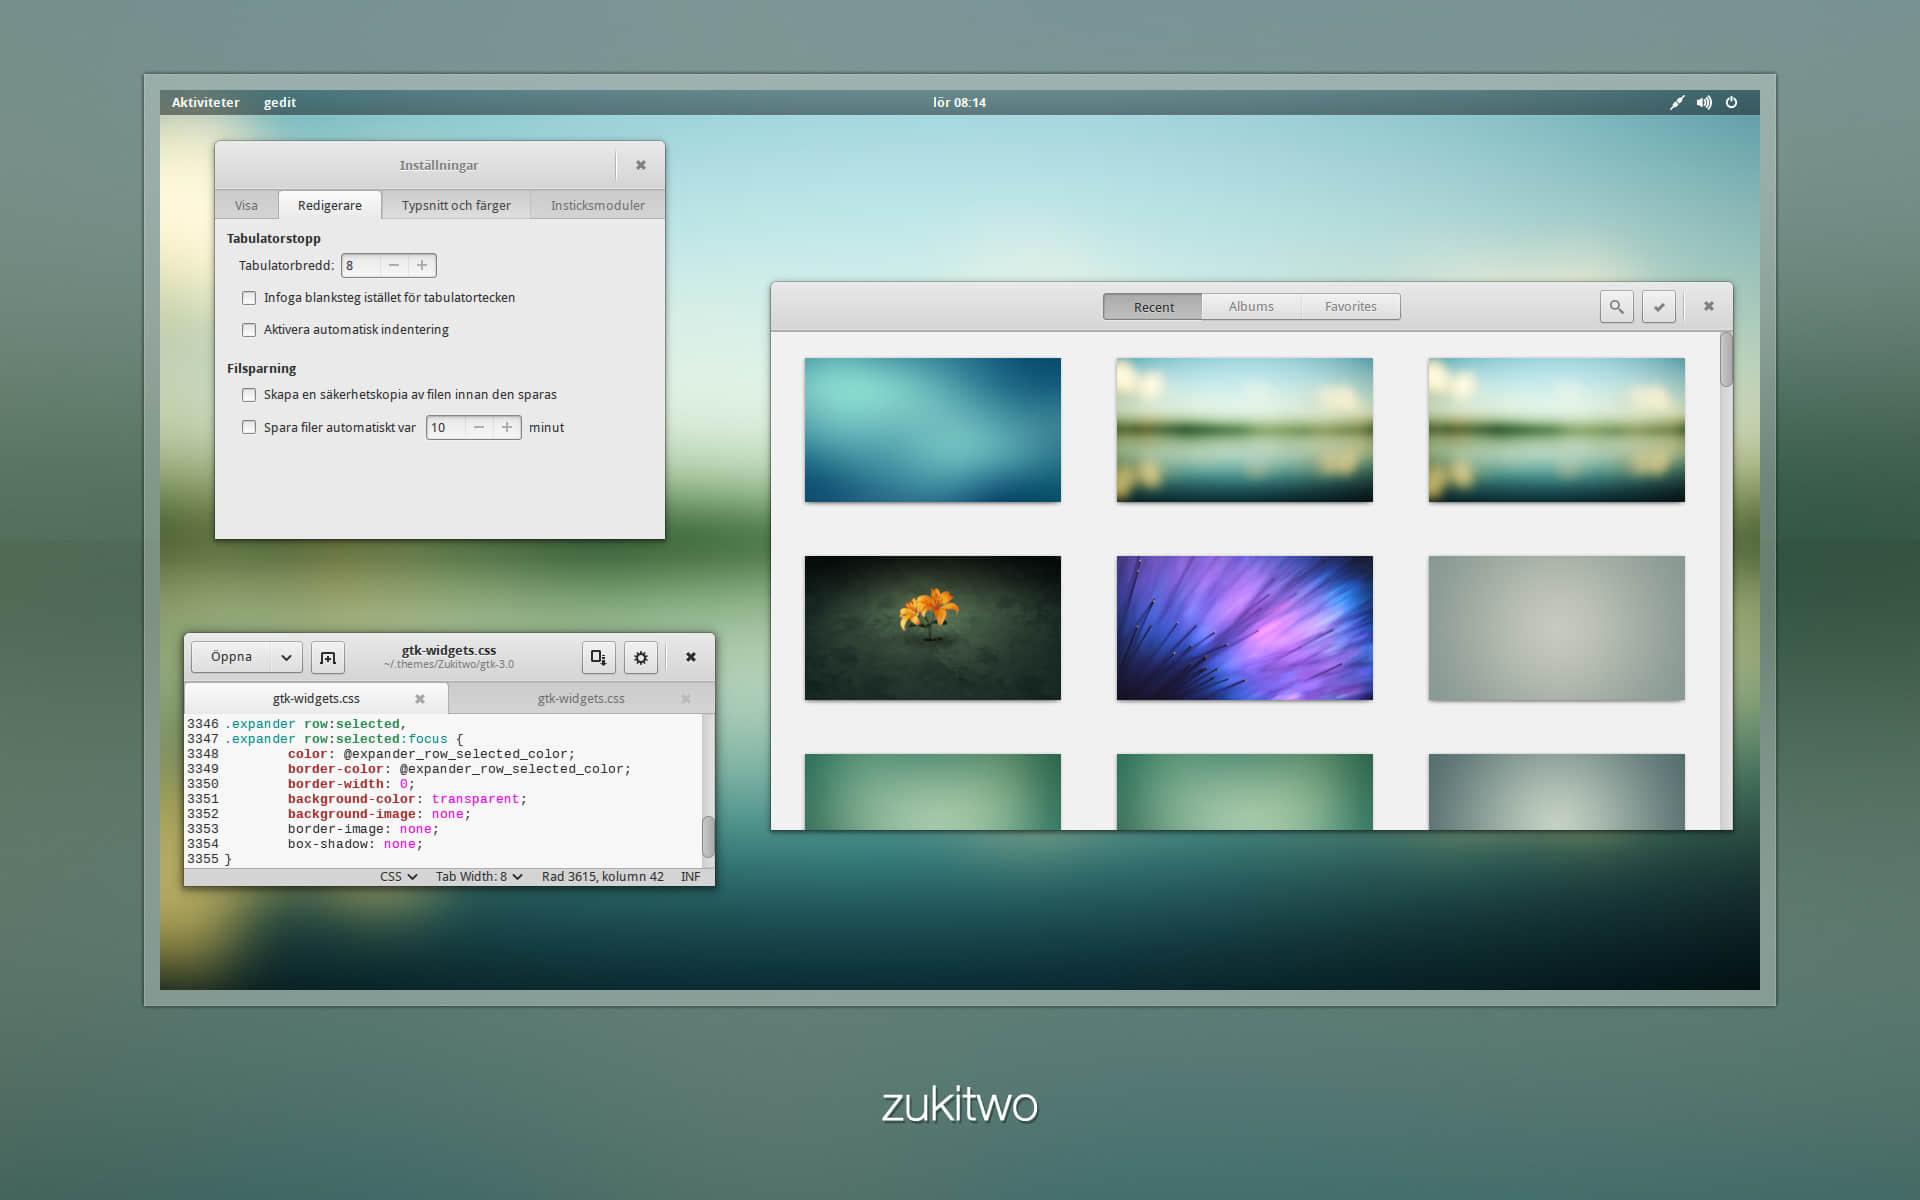 Aktiviteter gedit lör 08:14
Inställningar
Visa Redigerare Typsnitt och färger Insticksmoduler
Tabulatorstopp
Tabulatorbredd: 8
Infoga blanksteg istället för tabulatortecken
Aktivera automatisk indentering
Filsparning
Skapa en säkerhetskopia av filen innan den sparas
Spara filer automatiskt var 10 minut
Recent Albums Favorites
Öppna
gtk-widgets.css
~/.themes/Zukitwo/gtk-3.0
gtk-widgets.css gtk-widgets.css
3346 .expander row:selected,
3347 .expander row:selected:focus {
3348 color: @expander_row_selected_color;
3349 border-color: @expander_row_selected_color;
3350 border-width: 0;
3351 background-color: transparent;
3352 background-image: none;
3353 border-image: none;
3354 box-shadow: none;
3355 }
CSS Tab Width: 8 Rad 3615, kolumn 42 INF
zukitwo